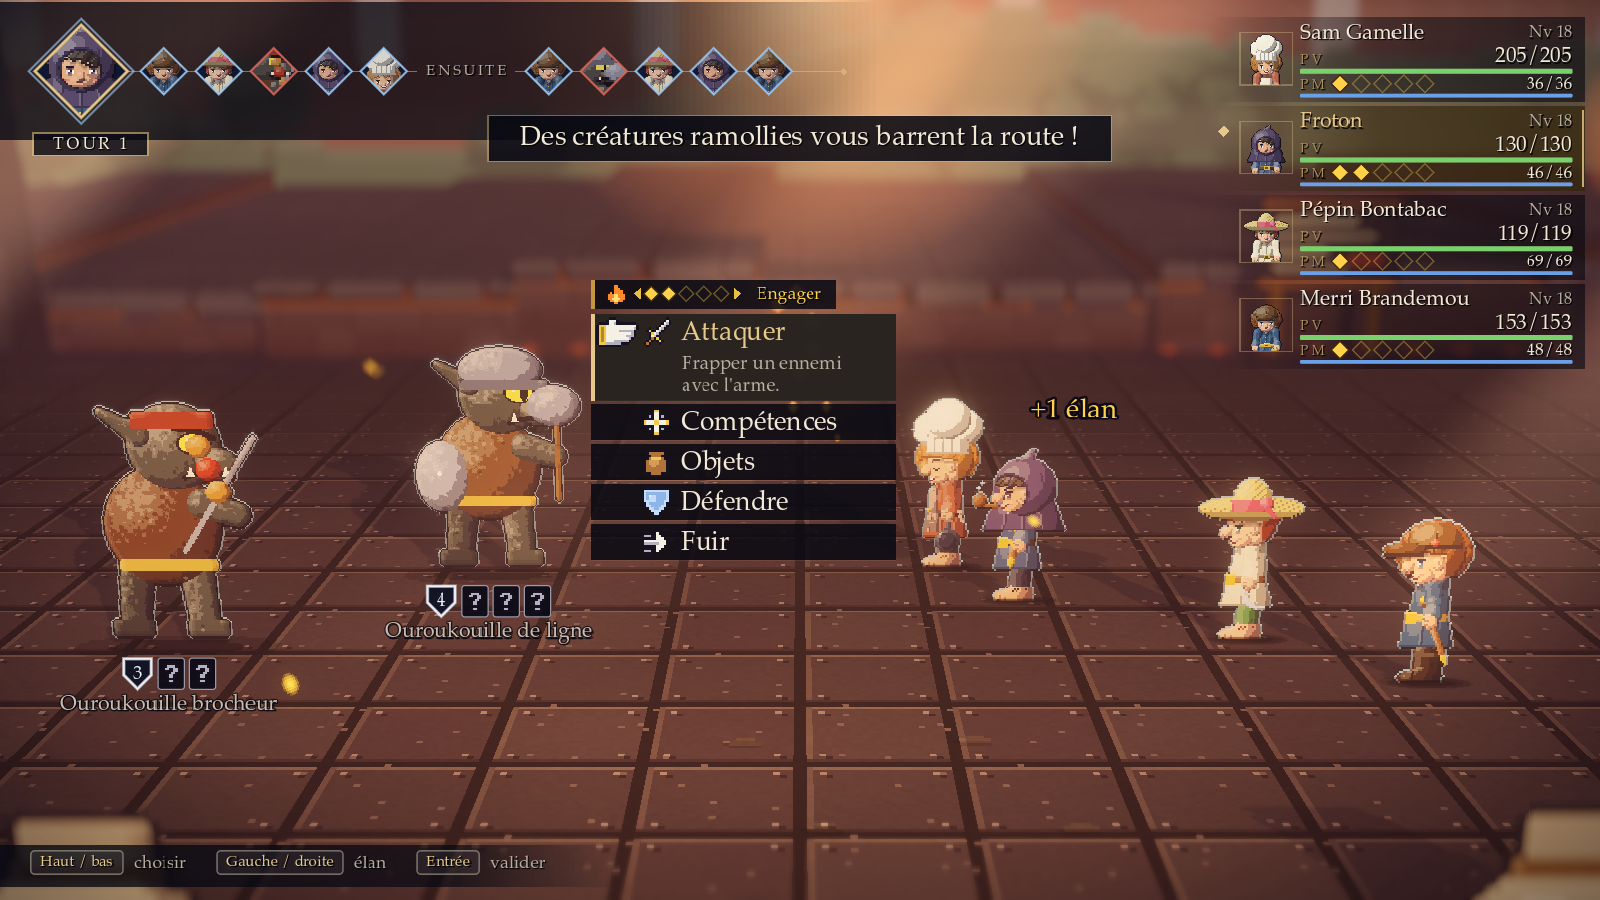 ENSUITE
TOUR 1
Des créatures ramollies vous barrent la route !
Sam Gamelle Nv 18
PV 205/205
PM 36/36
Froton Nv 18
PV 130/130
PM 46/46
Pépin Bontabac Nv 18
PV 119/119
PM 69/69
Merri Brandemou Nv 18
PV 153/153
PM 48/48
Engager
Attaquer
Frapper un ennemi
avec l'arme.
Compétences
Objets
Défendre
Fuir
+1 élan
4 ? ? ?
Ouroukouille de ligne
3 ? ?
Ouroukouille brocheur
Haut / bas choisir Gauche / droite élan Entrée valider